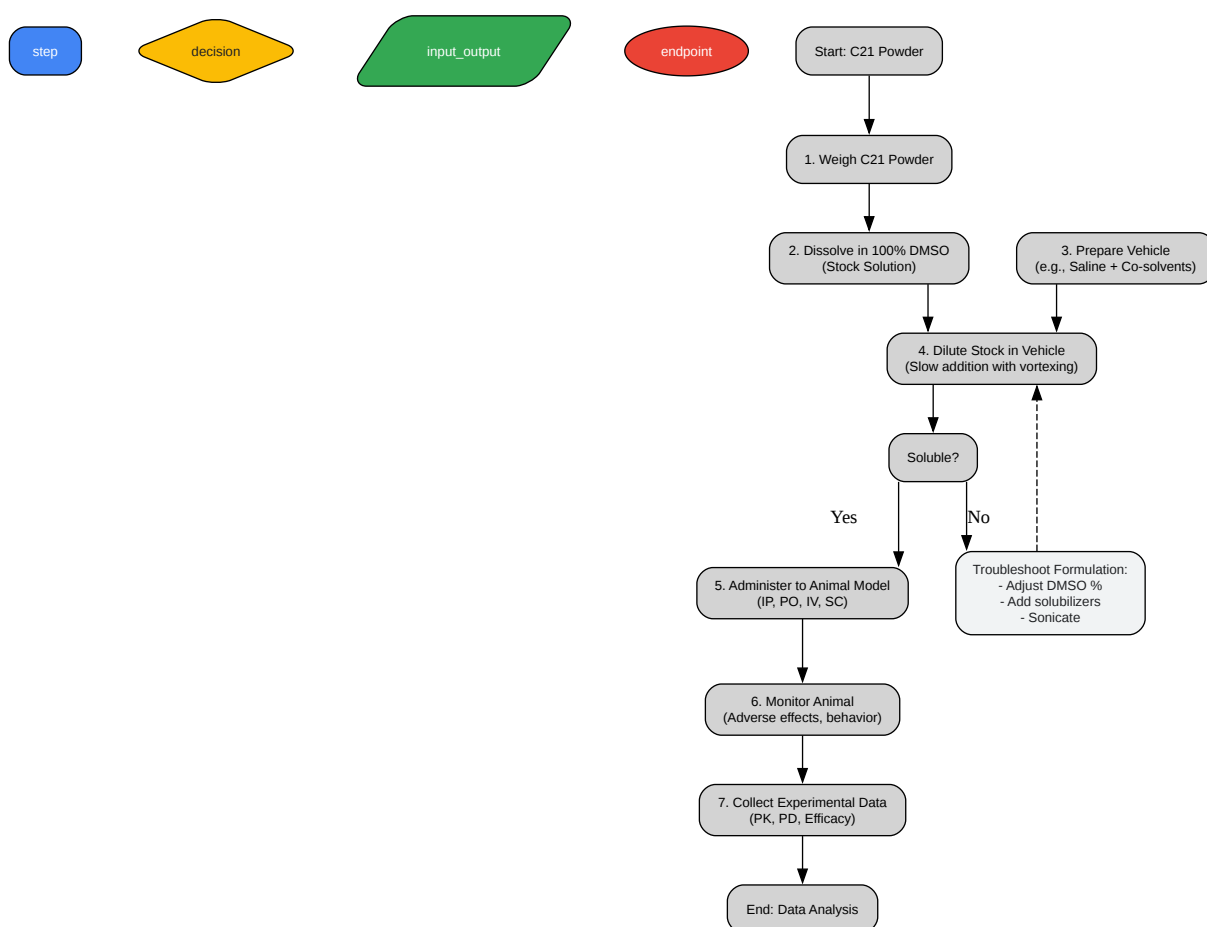 step
decision
input_output
endpoint
Start: C21 Powder
1. Weigh C21 Powder
2. Dissolve in 100% DMSO
(Stock Solution)
3. Prepare Vehicle
(e.g., Saline + Co-solvents)
4. Dilute Stock in Vehicle
(Slow addition with vortexing)
Soluble?
Yes
No
5. Administer to Animal Model
(IP, PO, IV, SC)
Troubleshoot Formulation:
- Adjust DMSO %
- Add solubilizers
- Sonicate
6. Monitor Animal
(Adverse effects, behavior)
7. Collect Experimental Data
(PK, PD, Efficacy)
End: Data Analysis